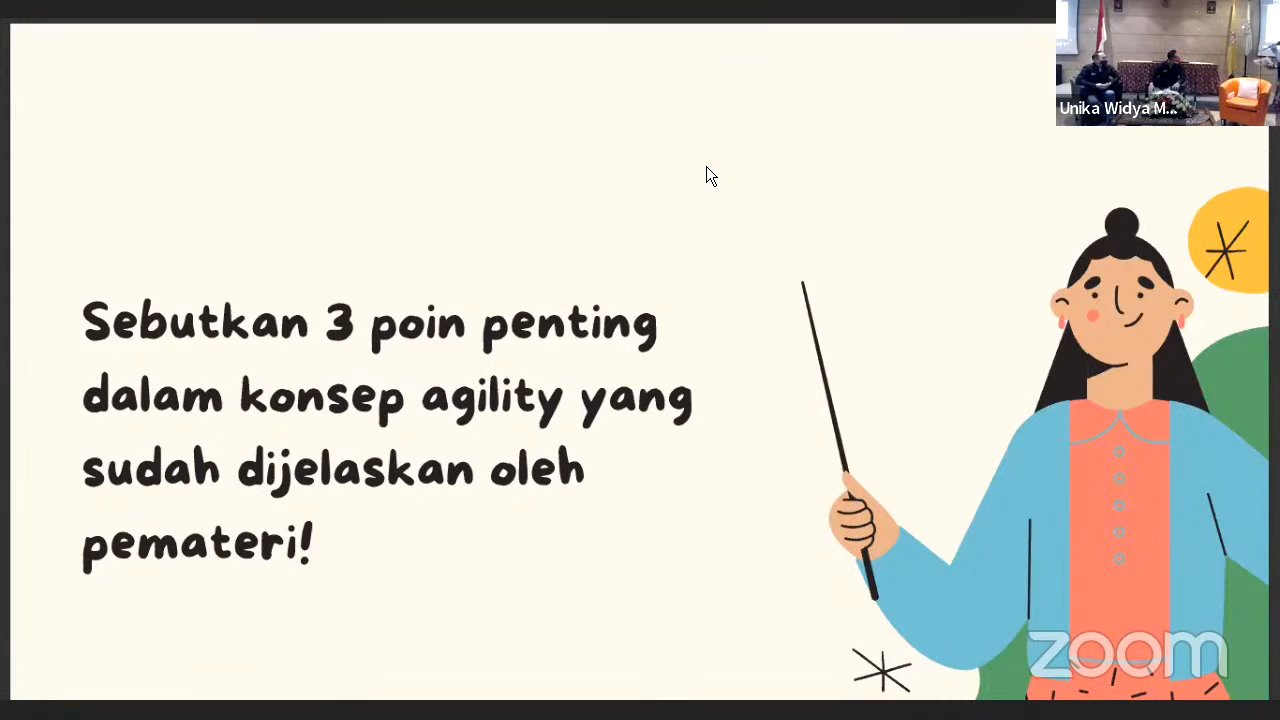 Unika Widya M...
Sebutkan 3 poin penting
dalam konsep agility yang
sudah dijelaskan oleh
pemateri!
zoom